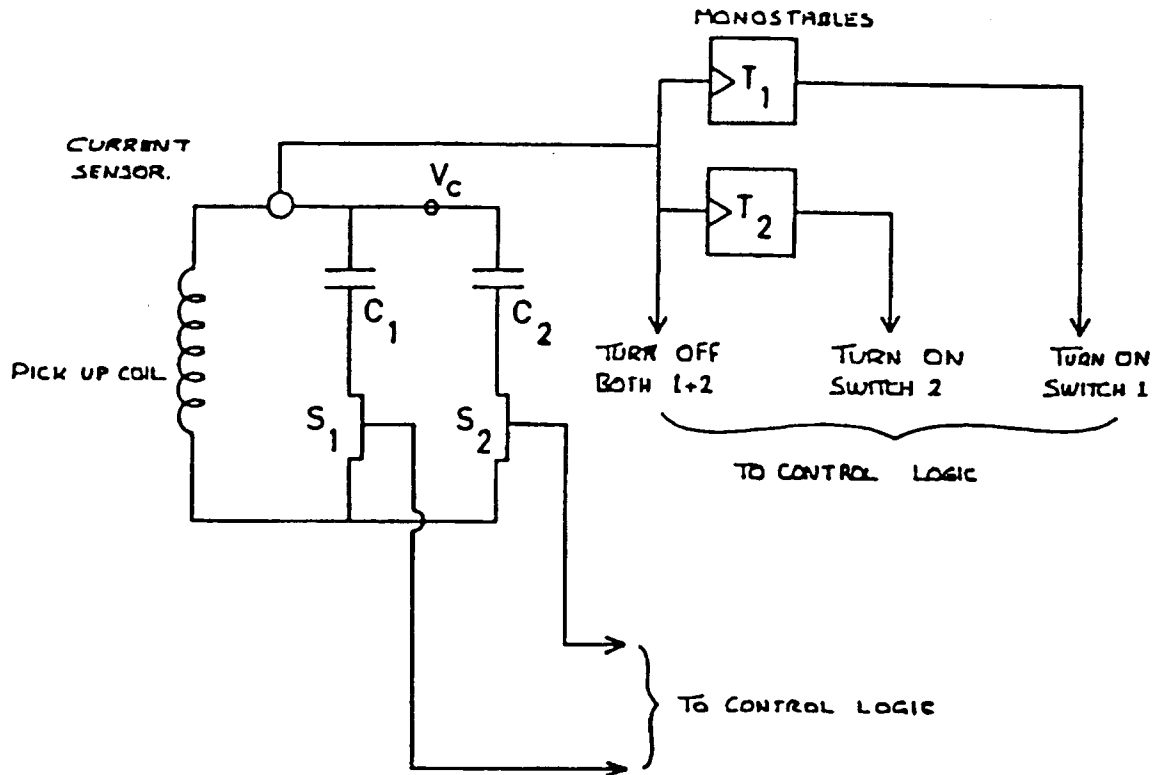 MONOSTABLES
T1
CURRENT
SENSOR.
VC
T2
C1
C2
TURN OFF
BOTH 1+2
TURN ON
SWITCH 2
TURN ON
SWITCH 1
PICK UP COIL
S1
S2
TO CONTROL LOGIC
TO CONTROL LOGIC